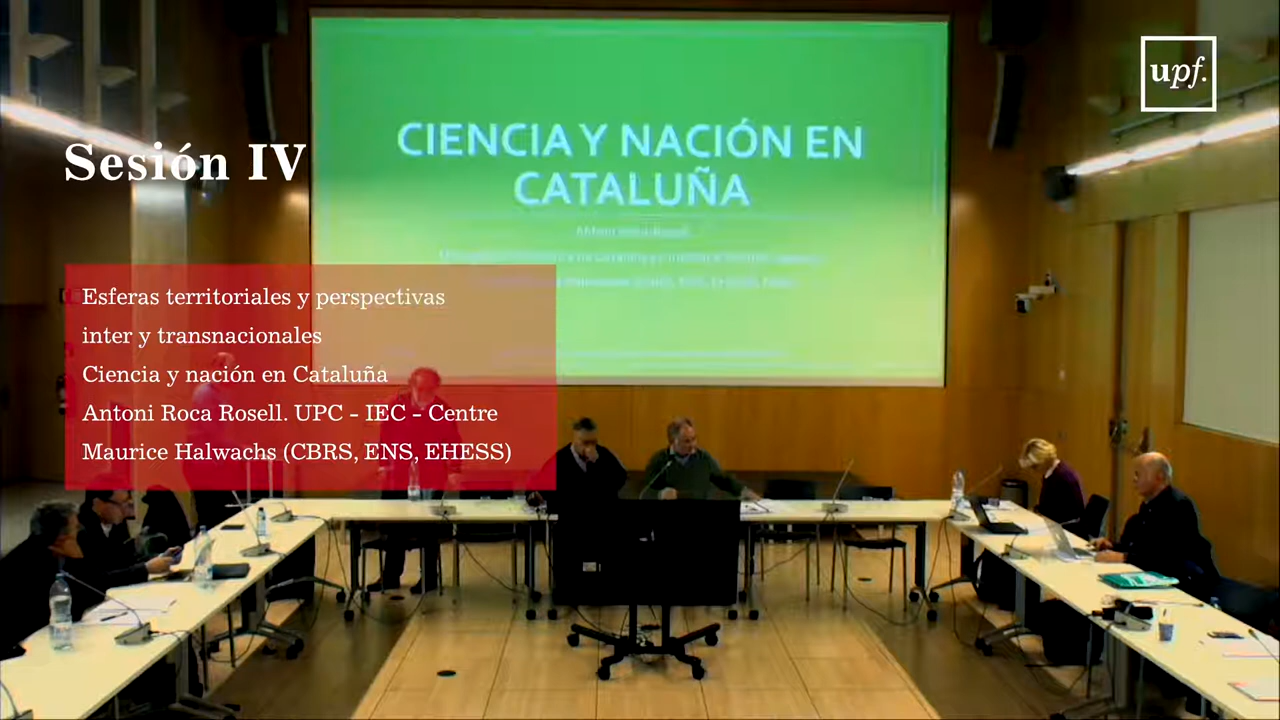 upf.
CIENCIA Y NACIÓN EN
CATALUÑA
Sesión IV
Esferas territoriales y perspectivas
inter y transnacionales
Ciencia y nación en Cataluña
Antoni Roca Rosell. UPC - IEC - Centre
Maurice Halwachs (CBRS, ENS, EHESS)